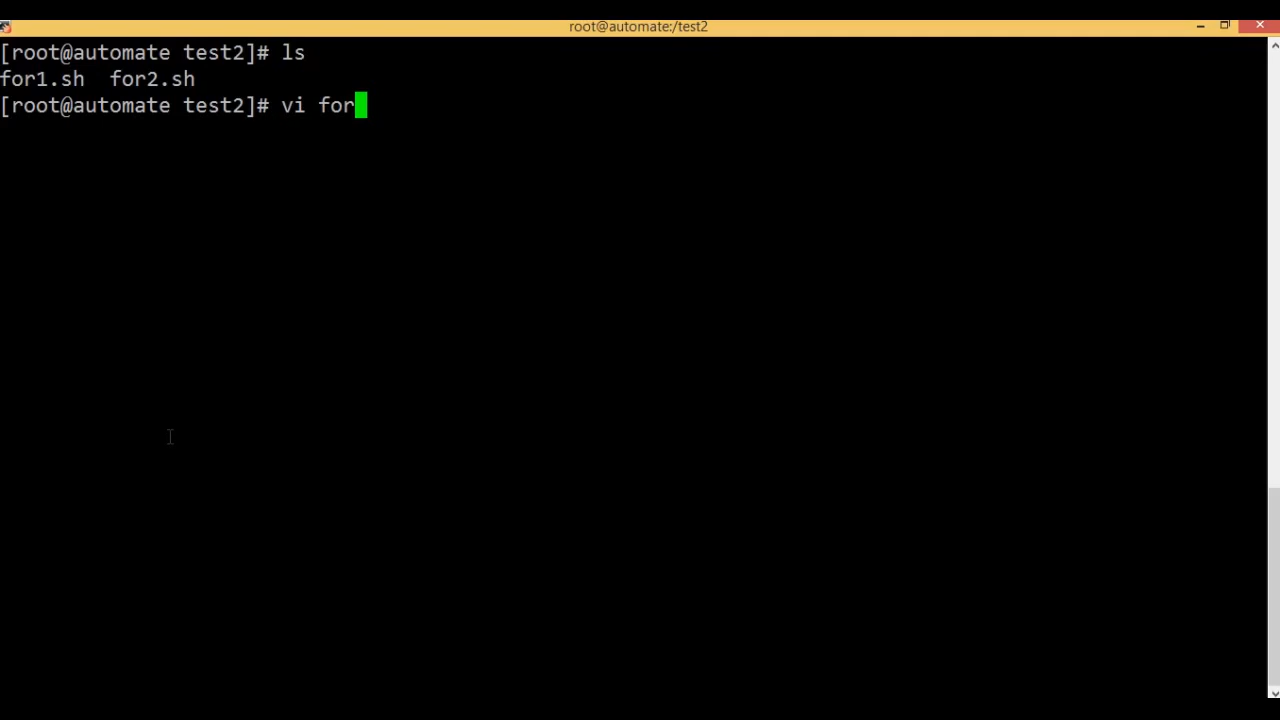 root@automate:/test2
[root@automate test2]# ls
for1.sh  for2.sh
[root@automate test2]# vi for